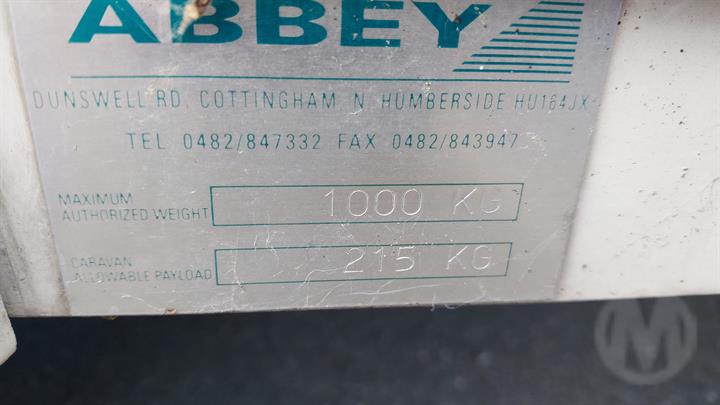 ABBEY
DUNSWELL RD, COTTINGHAM N. HUMBERSIDE HU164JX
TEL 0482/847332 FAX 0482/843947
MAXIMUM
AUTHORIZED WEIGHT 1000 KG
CARAVAN
ALLOWABLE PAYLOAD 215 KG
M